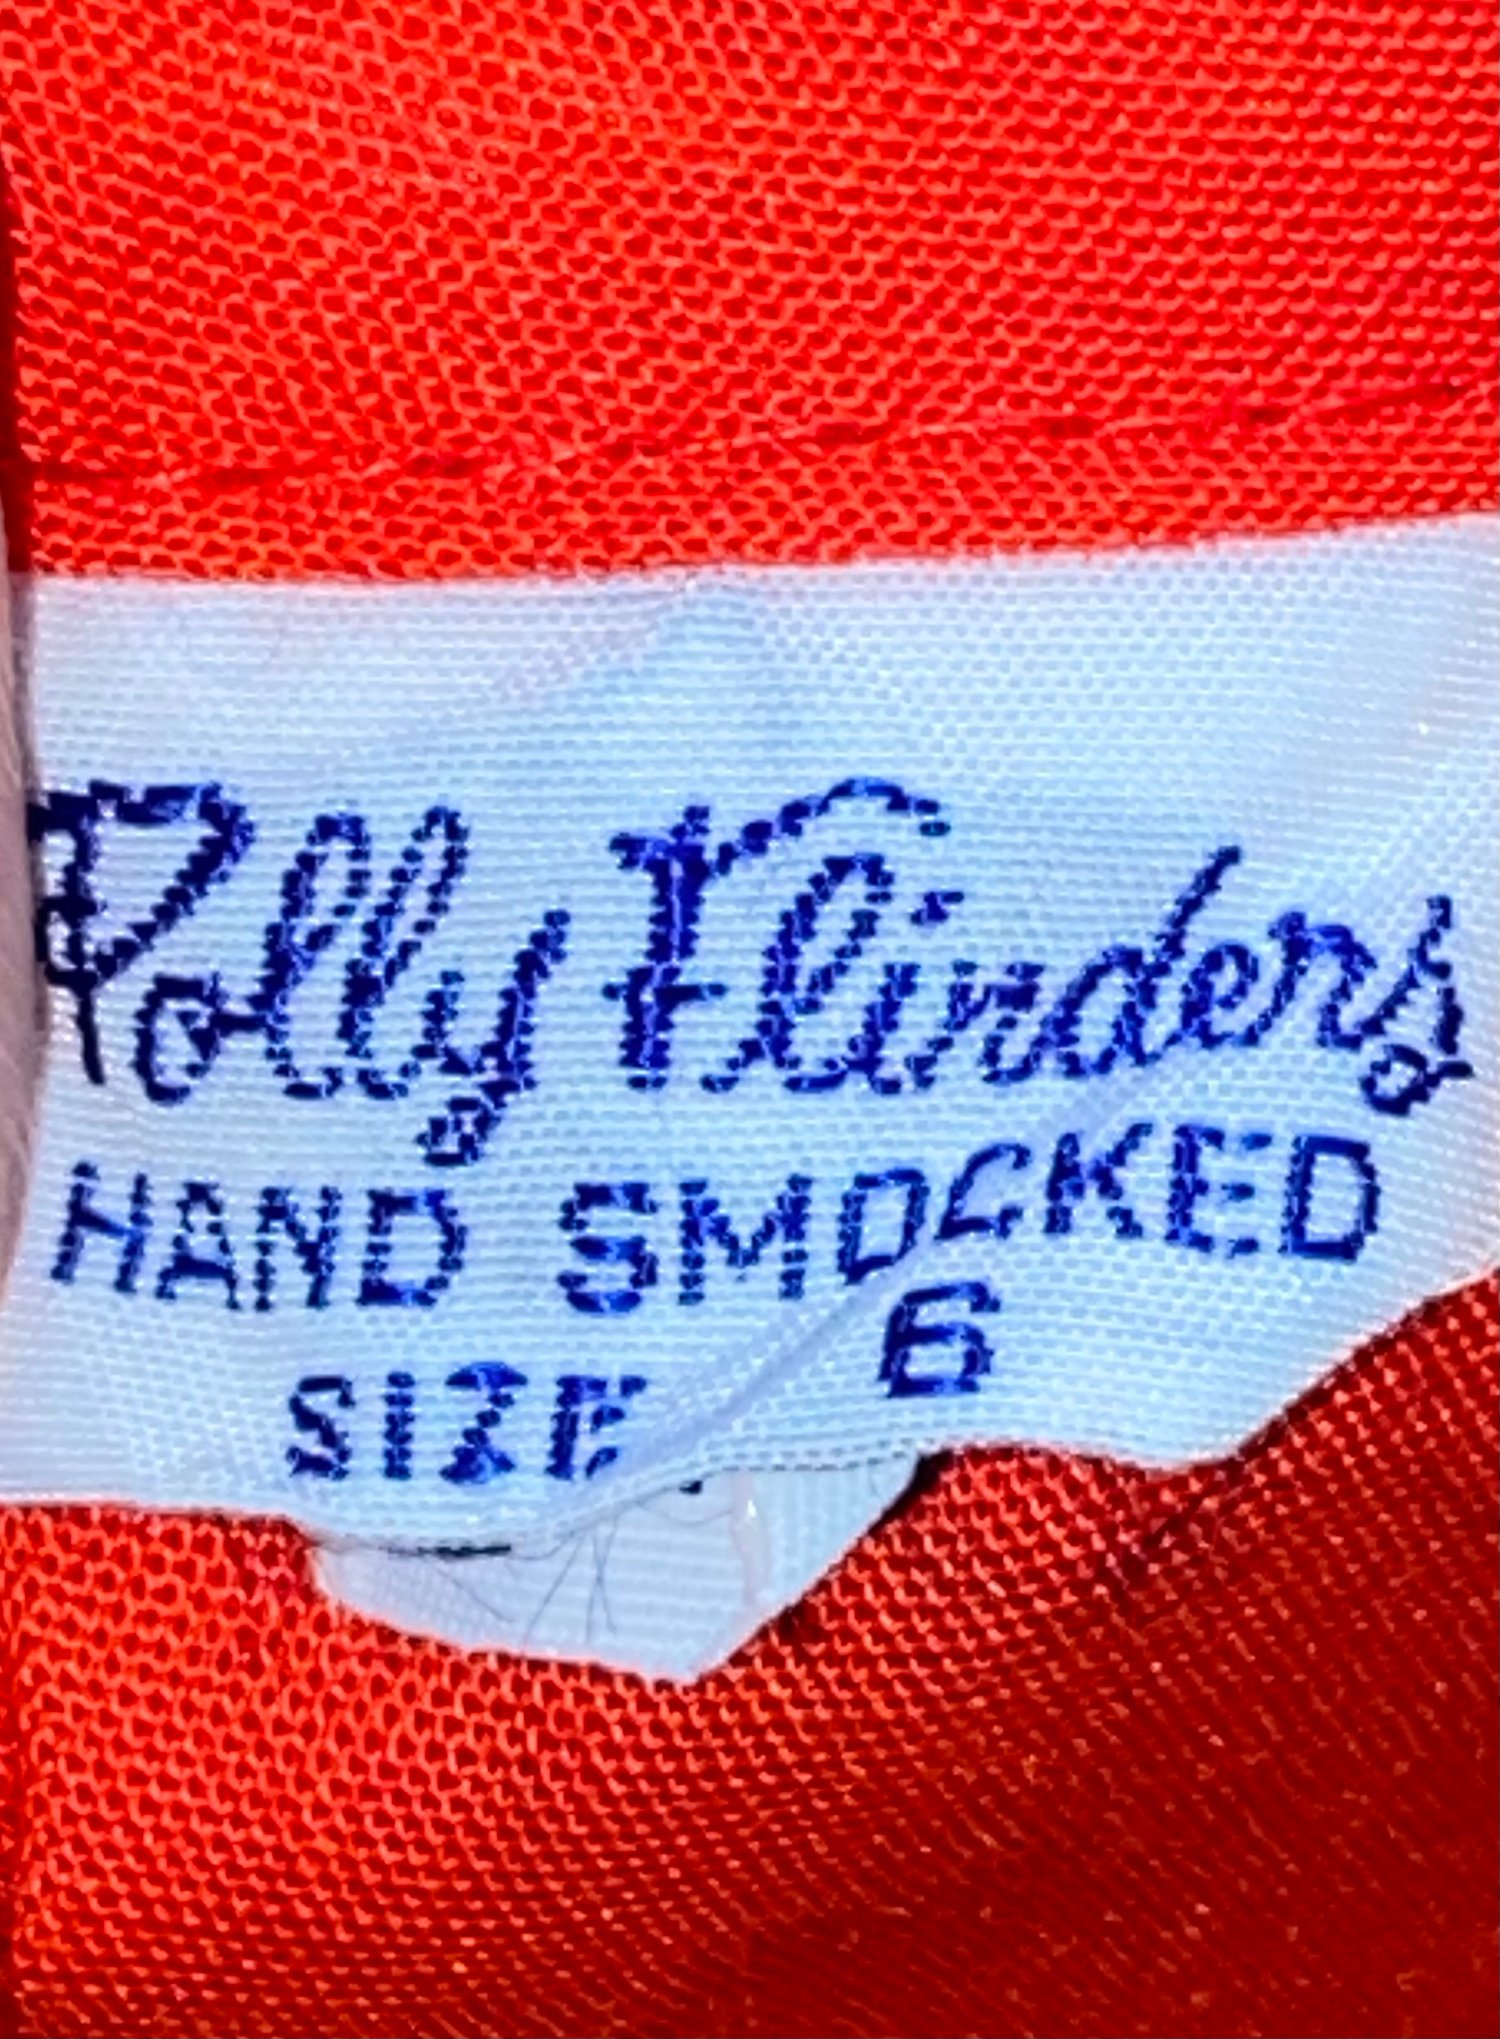 Polly Flinders
HAND SMOCKED
SIZE 6